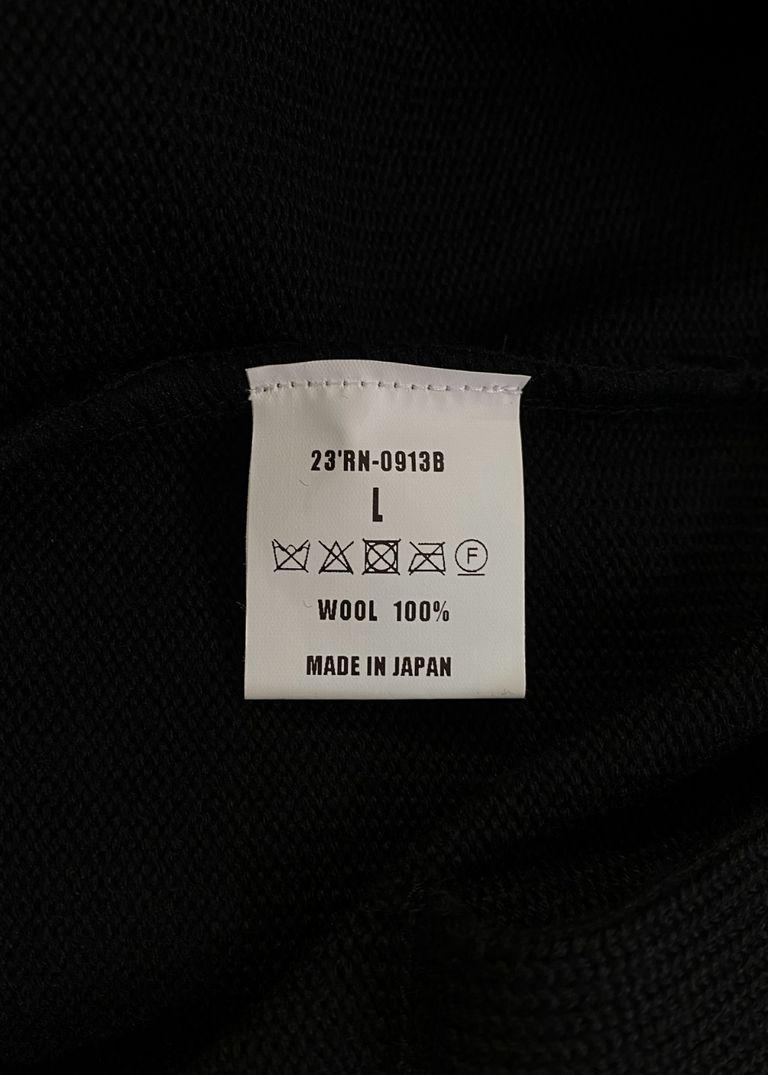 23'RN-0913B
L
F
WOOL 100%
MADE IN JAPAN